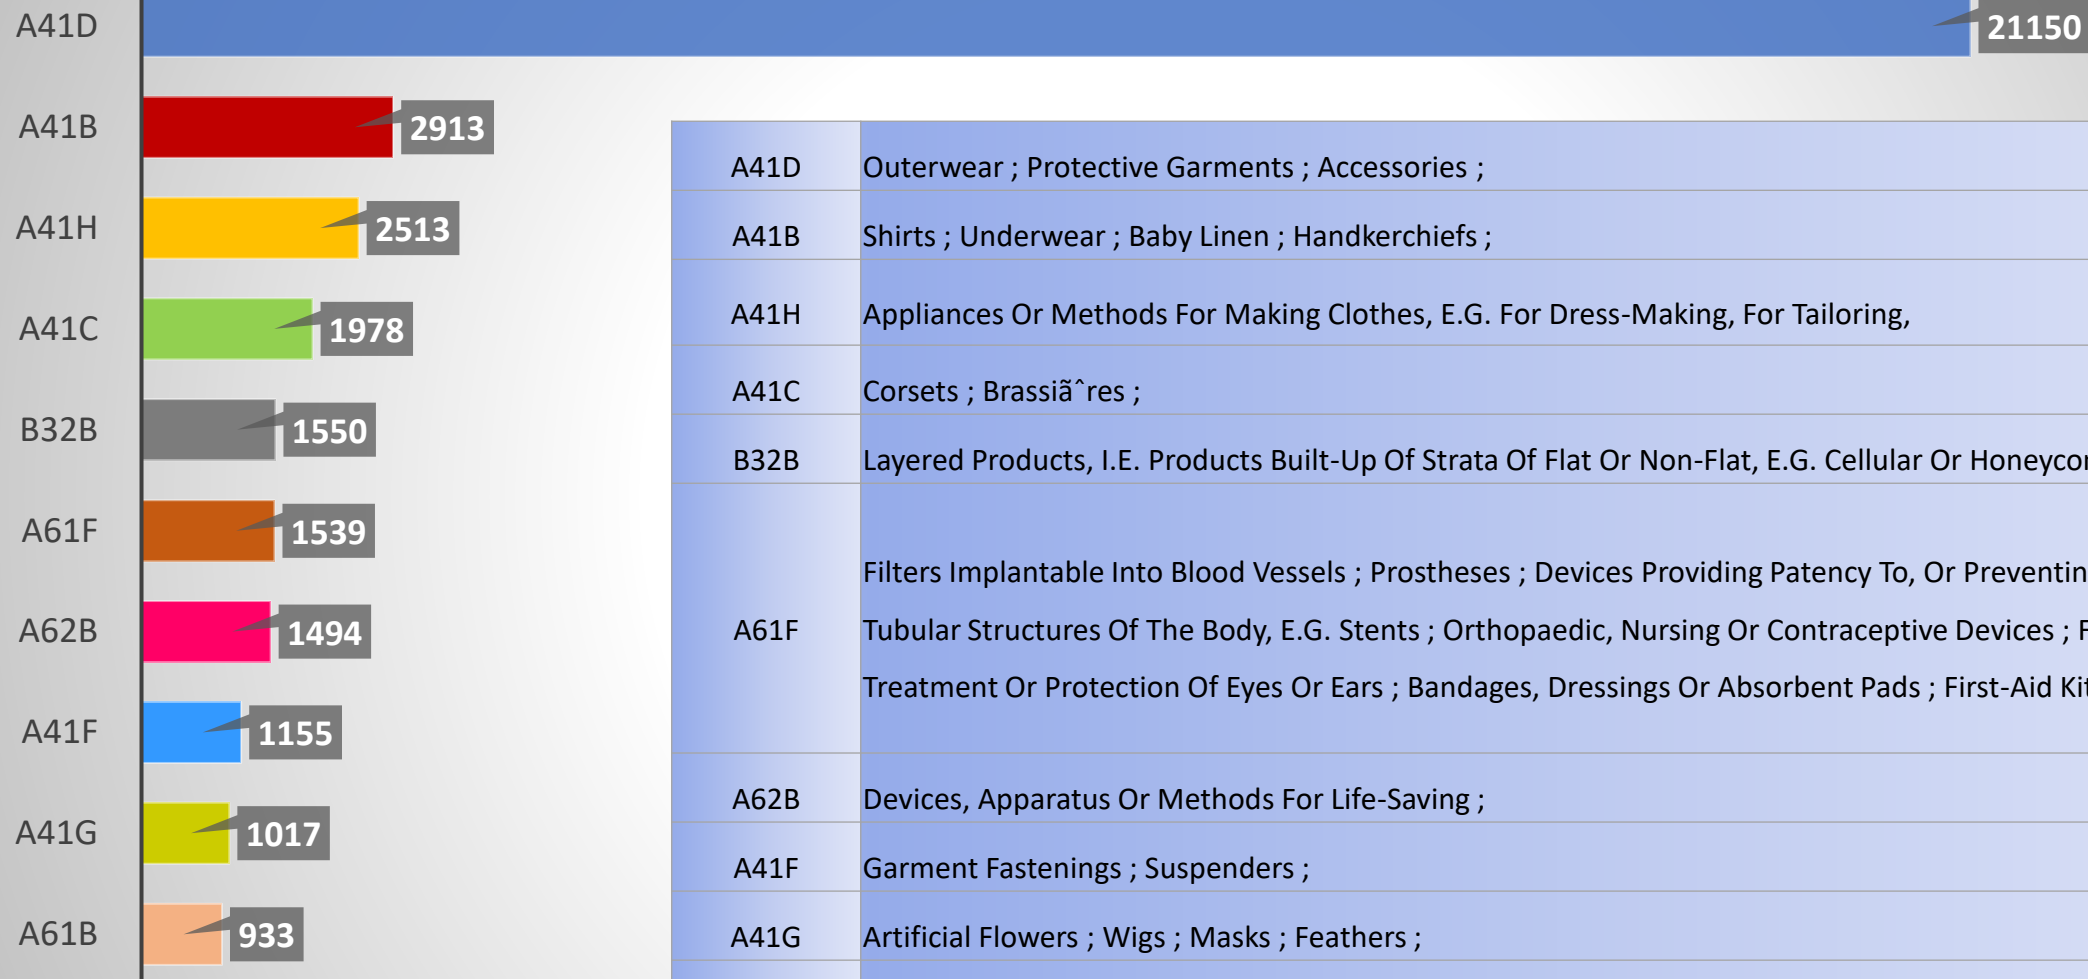 A41D 21150
A41B 2913
A41H 2513
A41C 1978
B32B 1550
A61F 1539
A62B 1494
A41F 1155
A41G 1017
A61B 933
A41D Outerwear ; Protective Garments ; Accessories ;
A41B Shirts ; Underwear ; Baby Linen ; Handkerchiefs ;
A41H Appliances Or Methods For Making Clothes, E.G. For Dress-Making, For Tailoring,
A41C Corsets ; Brassiãˆres ;
B32B Layered Products, I.E. Products Built-Up Of Strata Of Flat Or Non-Flat, E.G. Cellular Or
Filters Implantable Into Blood Vessels ; Prostheses ; Devices Providing Patency To, Or
A61F Tubular Structures Of The Body, E.G. Stents ; Orthopaedic, Nursing Or Contraceptive Devices ;
Treatment Or Protection Of Eyes Or Ears ; Bandages, Dressings Or Absorbent Pads ; First-Aid
A62B Devices, Apparatus Or Methods For Life-Saving ;
A41F Garment Fastenings ; Suspenders ;
A41G Artificial Flowers ; Wigs ; Masks ; Feathers ;